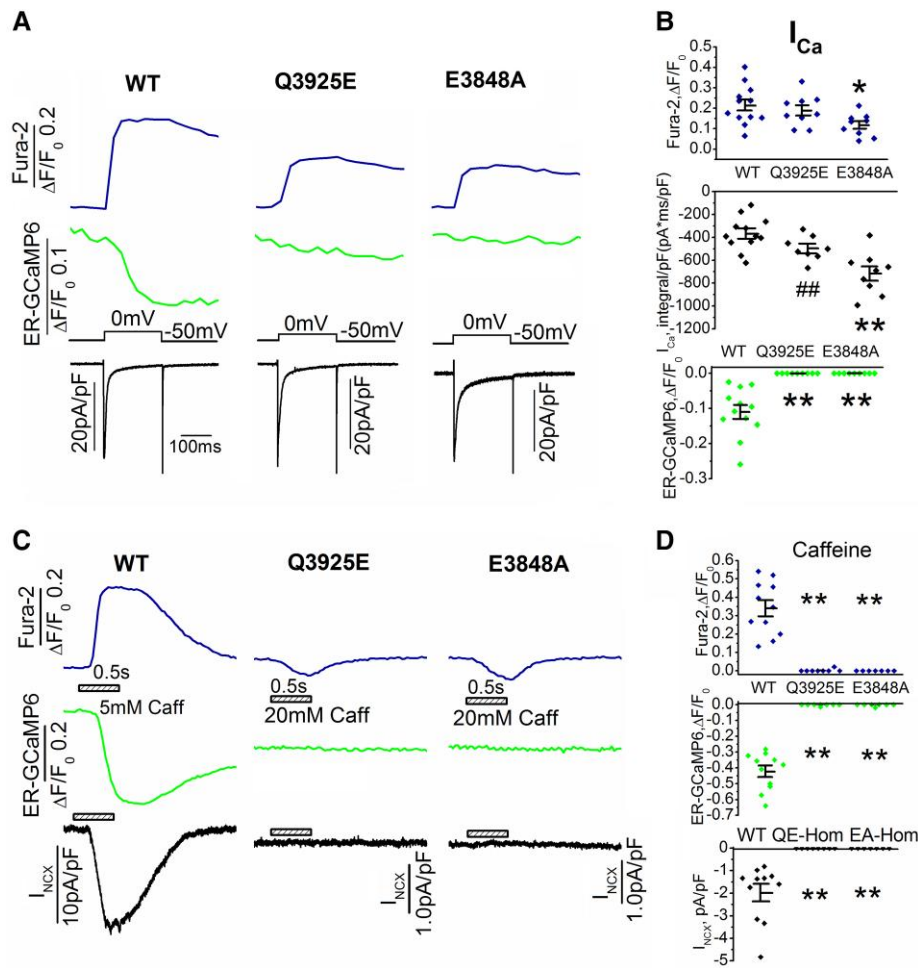 A
WT
Q3925E
E3848A
Fura-2
ΔF/F0 0.2
ER-GCaMP6
ΔF/F0 0.1
0mV
-50mV
0mV
-50mV
0mV
-50mV
20pA/pF
100ms
20pA/pF
20pA/pF
B
ICa
Fura-2,ΔF/F0
0.5
0.4
0.3
0.2
0.1
0.0
*
WT Q3925E E3848A
ICa, integral/pF(pA*ms/pF)
-200
-400
-600
-800
1000
1200
##
**
WT Q3925E E3848A
ER-GCaMP6,ΔF/F0
0.0
-0.1
-0.2
-0.3
** **
C
WT
Q3925E
E3848A
Fura-2
ΔF/F0 0.2
0.5s
5mM Caff
0.5s
20mM Caff
0.5s
20mM Caff
ER-GCaMP6
ΔF/F0 0.2
INCX
10pA/pF
INCX
1.0pA/pF
INCX
1.0pA/pF
D
Caffeine
Fura-2,ΔF/F0
0.6
0.5
0.4
0.3
0.2
0.1
0.0
** **
WT Q3925E E3848A
ER-GCaMP6,ΔF/F0
0.0
-0.1
-0.2
-0.3
-0.4
-0.5
-0.6
-0.7
** **
WT QE-Hom EA-Hom
INCX, pA/pF
0
-1
-2
-3
-4
-5
** **